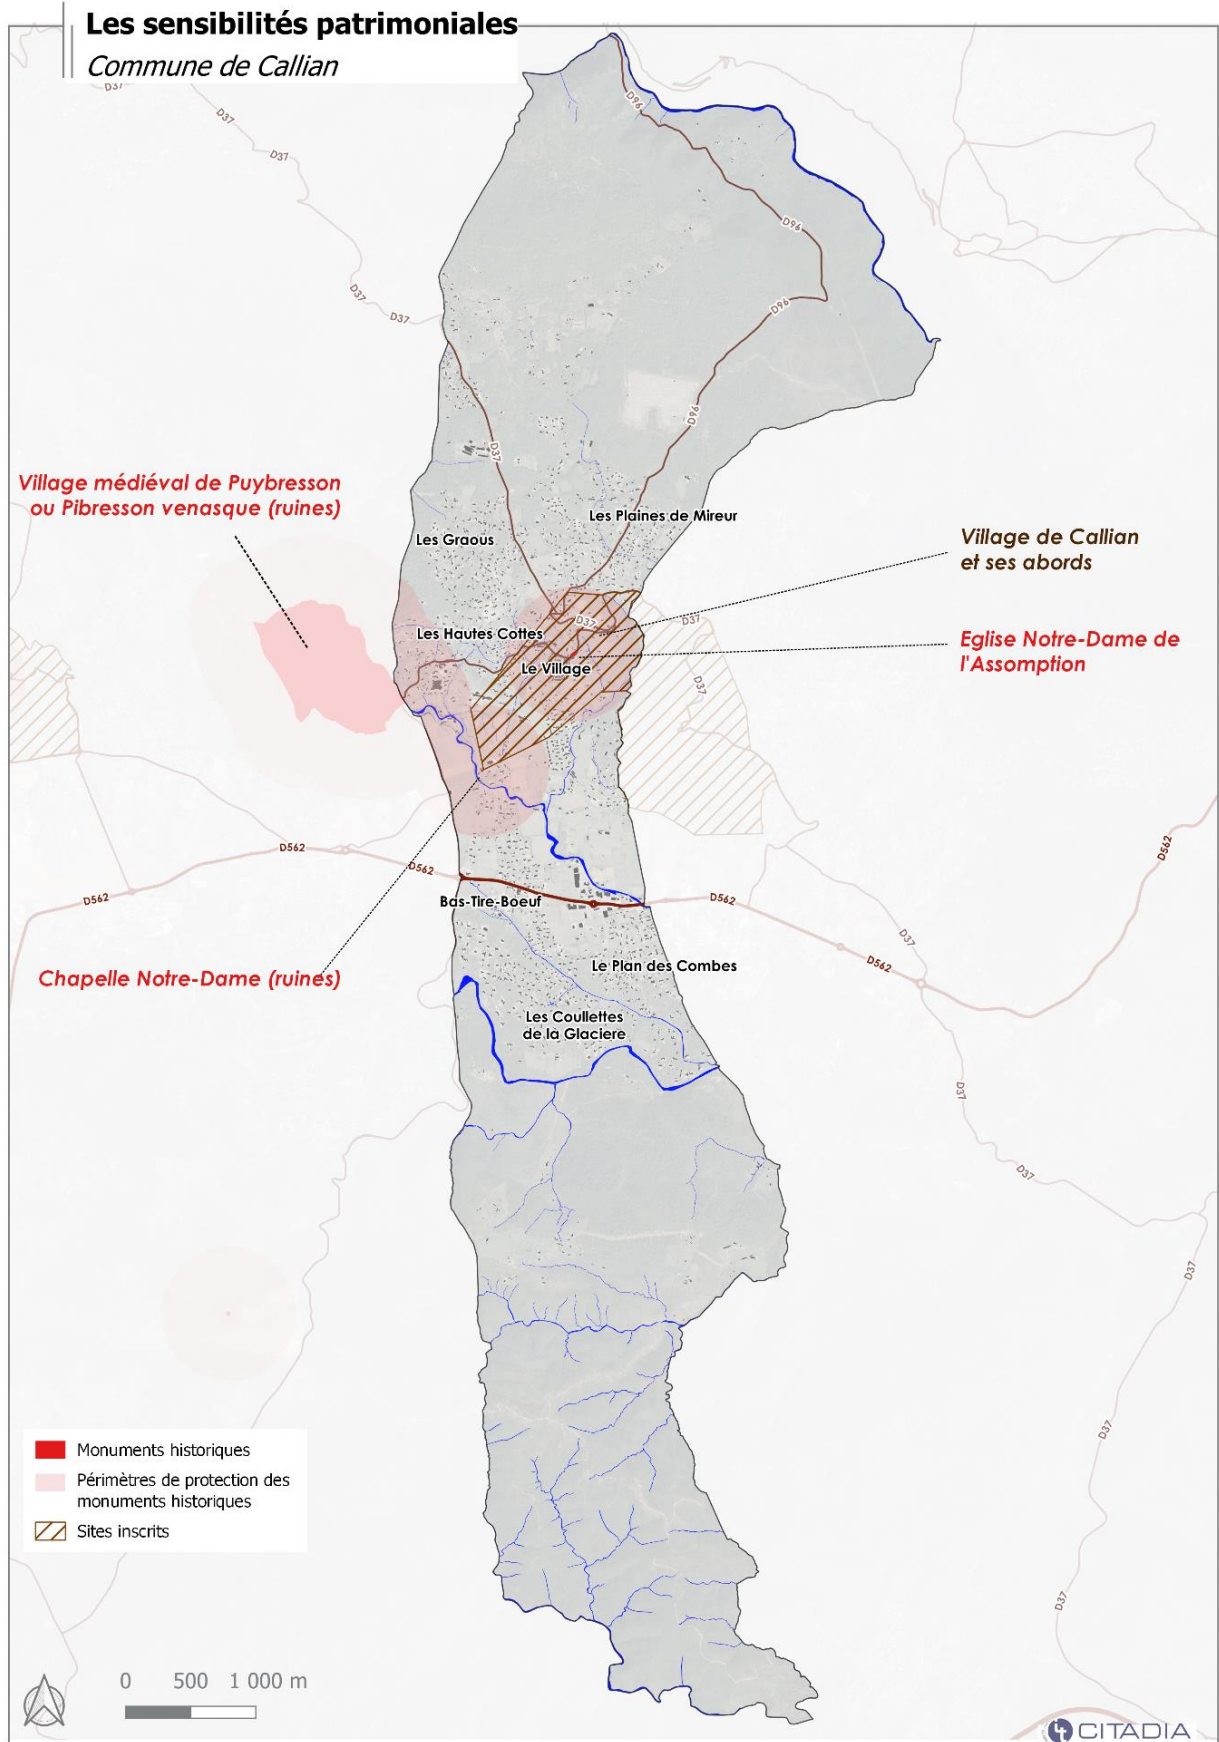 Les sensibilités patrimoniales
Commune de Callian
D37
D37
D37
D96
D96
D37
D37
D96
D96
D37
Village médiéval de Puybresson
ou Pibresson venasque (ruines)
Les Plaines de Mireur
Les Graous
Village de Callian
et ses abords
D37
D37
Les Hautes Cottes
Eglise Notre-Dame de
l'Assomption
Le Village
D37
D562
D562
D562
D562
D562
Bas-Tire-Boeuf
D37
D562
Le Plan des Combes
Chapelle Notre-Dame (ruines)
Les Coullettes
de la Glaciere
D37
D37
D37
D37
D37
Monuments historiques
Périmètres de protection des
monuments historiques
Sites inscrits
0 500 1 000 m
CITADIA